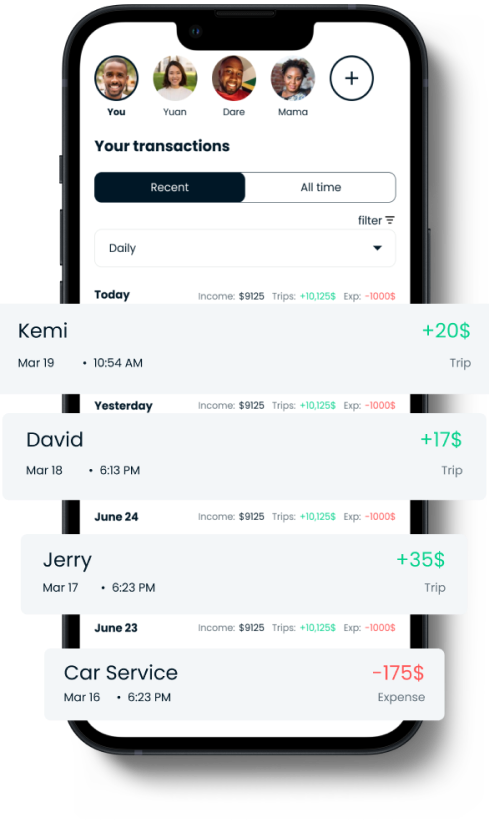 You Yuan Dare Mama
Your transactions
Recent All time
filter
Daily
Today Income: $9125 Trips: +10,125$ Exp: -1000$
Kemi +20$
Mar 19 • 10:54 AM Trip
Yesterday Income: $9125 Trips: +10,125$ Exp: -1000$
David +17$
Mar 18 • 6:13 PM Trip
June 24 Income: $9125 Trips: +10,125$ Exp: -1000$
Jerry +35$
Mar 17 • 6:23 PM Trip
June 23 Income: $9125 Trips: +10,125$ Exp: -1000$
Car Service -175$
Mar 16 • 6:23 PM Expense